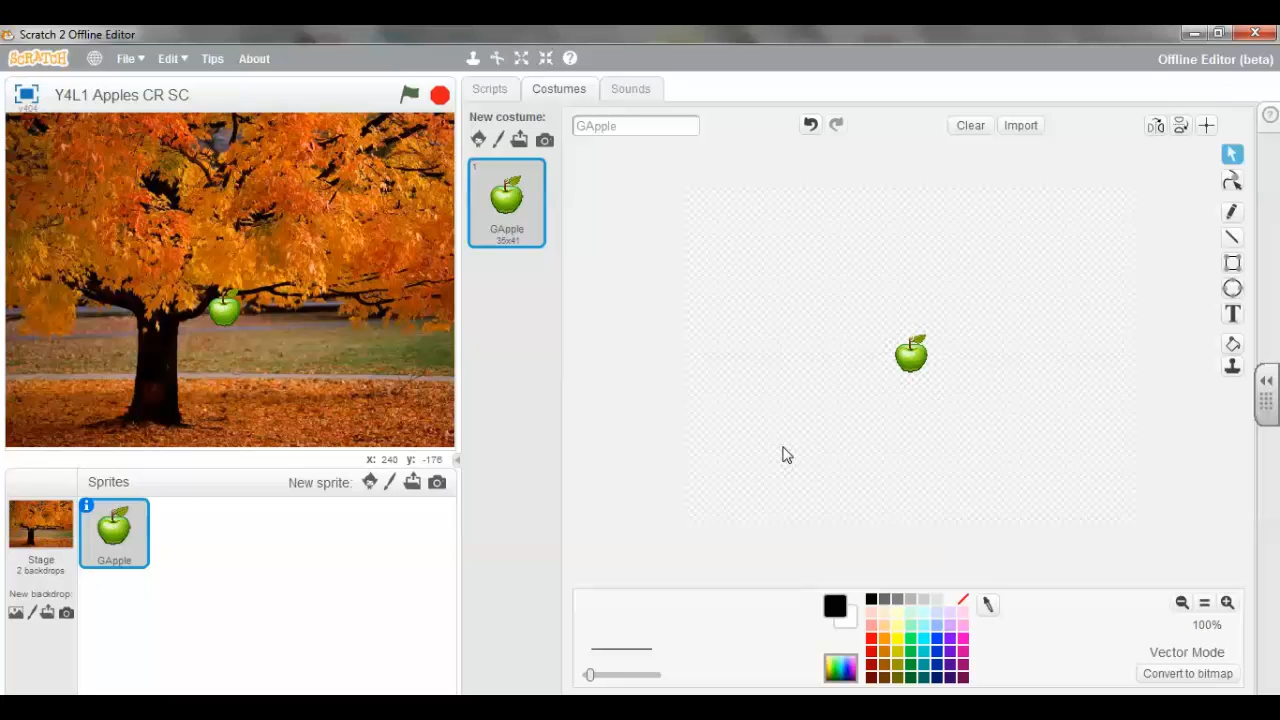 Scratch 2 Offline Editor
SCRATCH File Edit Tips About Offline Editor (beta)
v404 Y4L1 Apples CR SC
Scripts Costumes Sounds
New costume:
GApple
Clear Import
1
GApple
35x41
x: 240 y: -176
Sprites New sprite:
Stage
2 backdrops
New backdrop:
GApple
T
100%
Vector Mode
Convert to bitmap